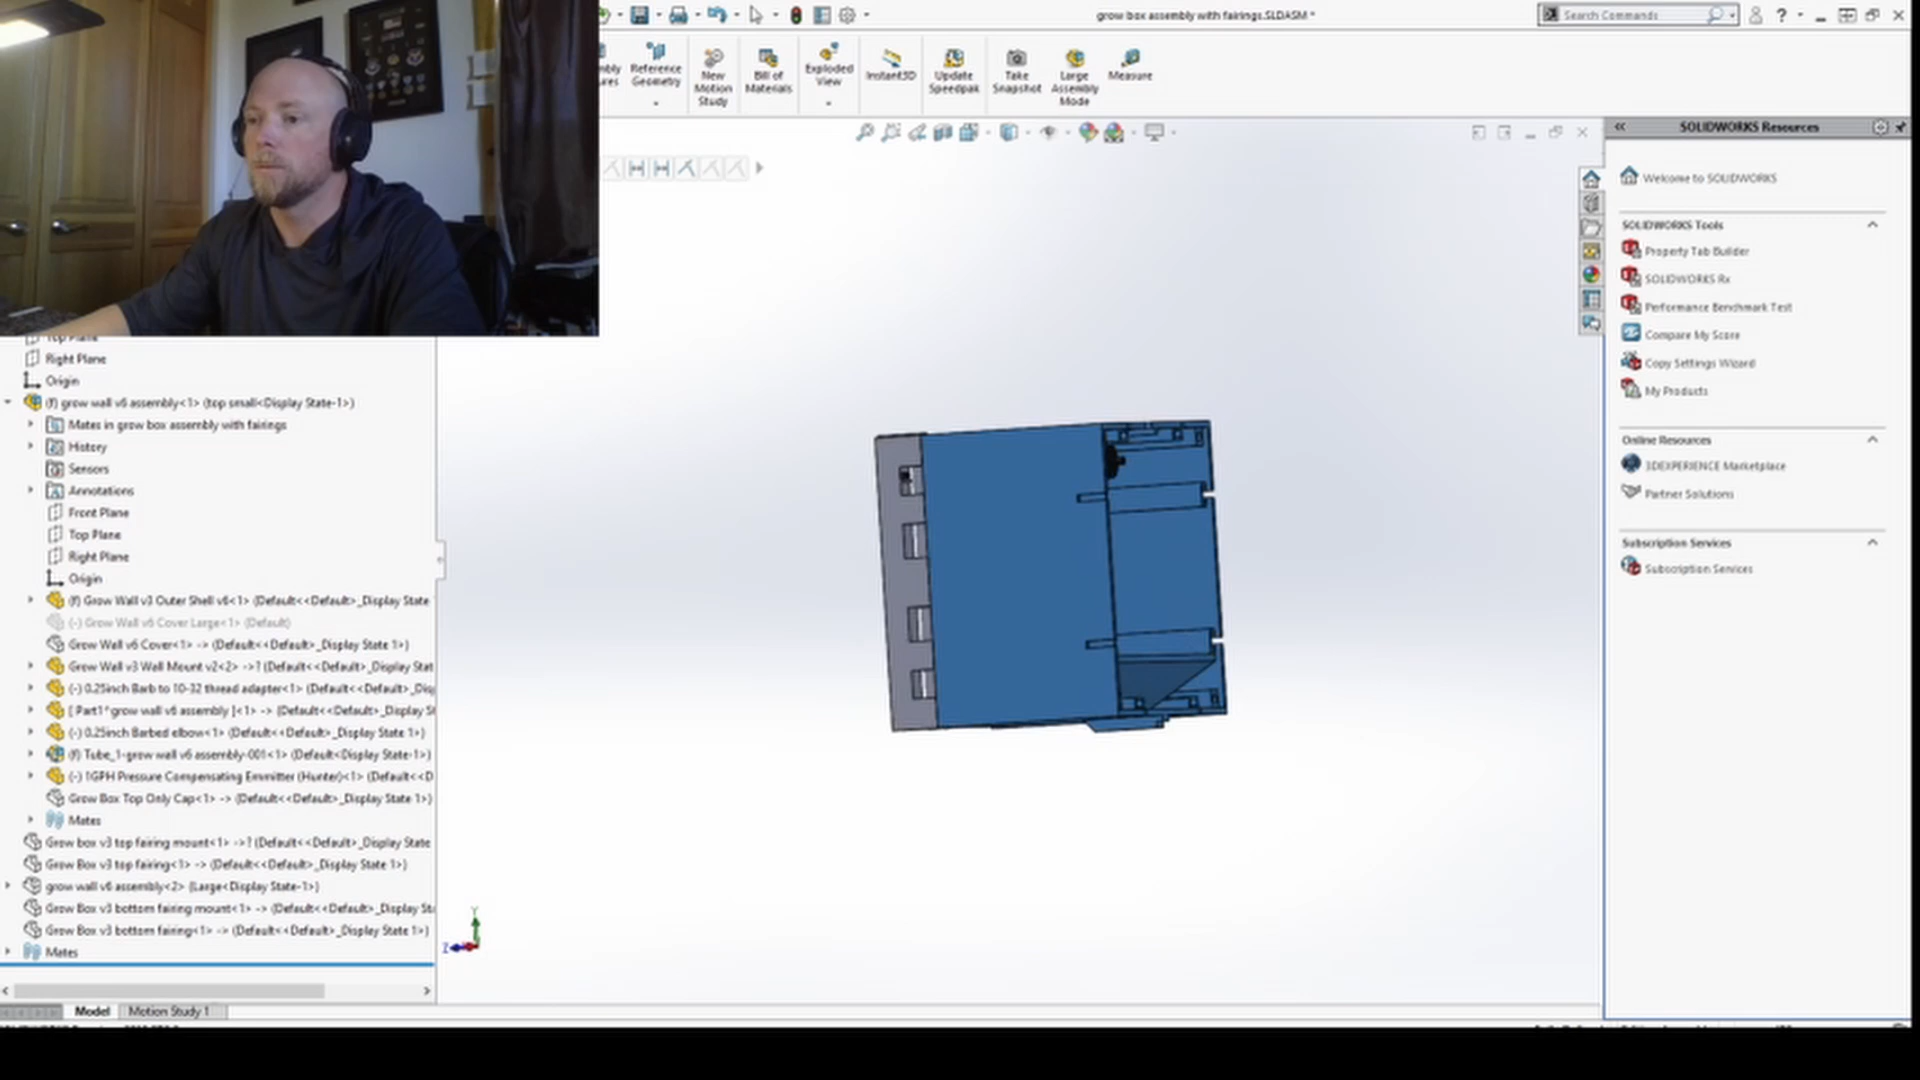 grow box assembly with fairings.SLDASM *
Search Commands
Reference
Geometry
New
Motion
Study
Bill of
Materials
Exploded
View
Instant3D
Update
Speedpak
Take
Snapshot
Large
Assembly
Mode
Measure
SOLIDWORKS Resources
Welcome to SOLIDWORKS
SOLIDWORKS Tools
Property Tab Builder
SOLIDWORKS Rx
Performance Benchmark Test
Compare My Score
Copy Settings Wizard
My Products
Online Resources
3DEXPERIENCE Marketplace
Partner Solutions
Subscription Services
Subscription Services
Top Plane
Right Plane
Origin
(f) grow wall v6 assembly<1> (top small<Display State-1>)
Mates in grow box assembly with fairings
History
Sensors
Annotations
Front Plane
Top Plane
Right Plane
Origin
(f) Grow Wall v3 Outer Shell v6<1> (Default<<Default>_Display State
(-) Grow Wall v6 Cover Large<1> (Default)
Grow Wall v6 Cover<1> -> (Default<<Default>_Display State 1>)
Grow Wall v3 Wall Mount v2<2> ->? (Default<<Default>_Display Stat
(-) 0.25inch Barb to 10-32 thread adapter<1> (Default<<Default>_Dis
[ Part1^grow wall v6 assembly ]<1> -> (Default<<Default>_Display S
(-) 0.25inch Barbed elbow<1> (Default<<Default>_Display State 1>)
(f) Tube_1-grow wall v6 assembly-001<1> (Default<Display State-1>)
(-) 1GPH Pressure Compensating Emmitter (Hunter)<1> (Default<<D
Grow Box Top Only Cap<1> -> (Default<<Default>_Display State 1>)
Mates
Grow box v3 top fairing mount<1> ->? (Default<<Default>_Display State
Grow Box v3 top fairing<1> -> (Default<<Default>_Display State 1>)
grow wall v6 assembly<2> (Large<Display State-1>)
Grow Box v3 bottom fairing mount<1> -> (Default<<Default>_Display Sta
Grow Box v3 bottom fairing<1> -> (Default<<Default>_Display State 1>)
Mates
Y
Z
Model
Motion Study 1